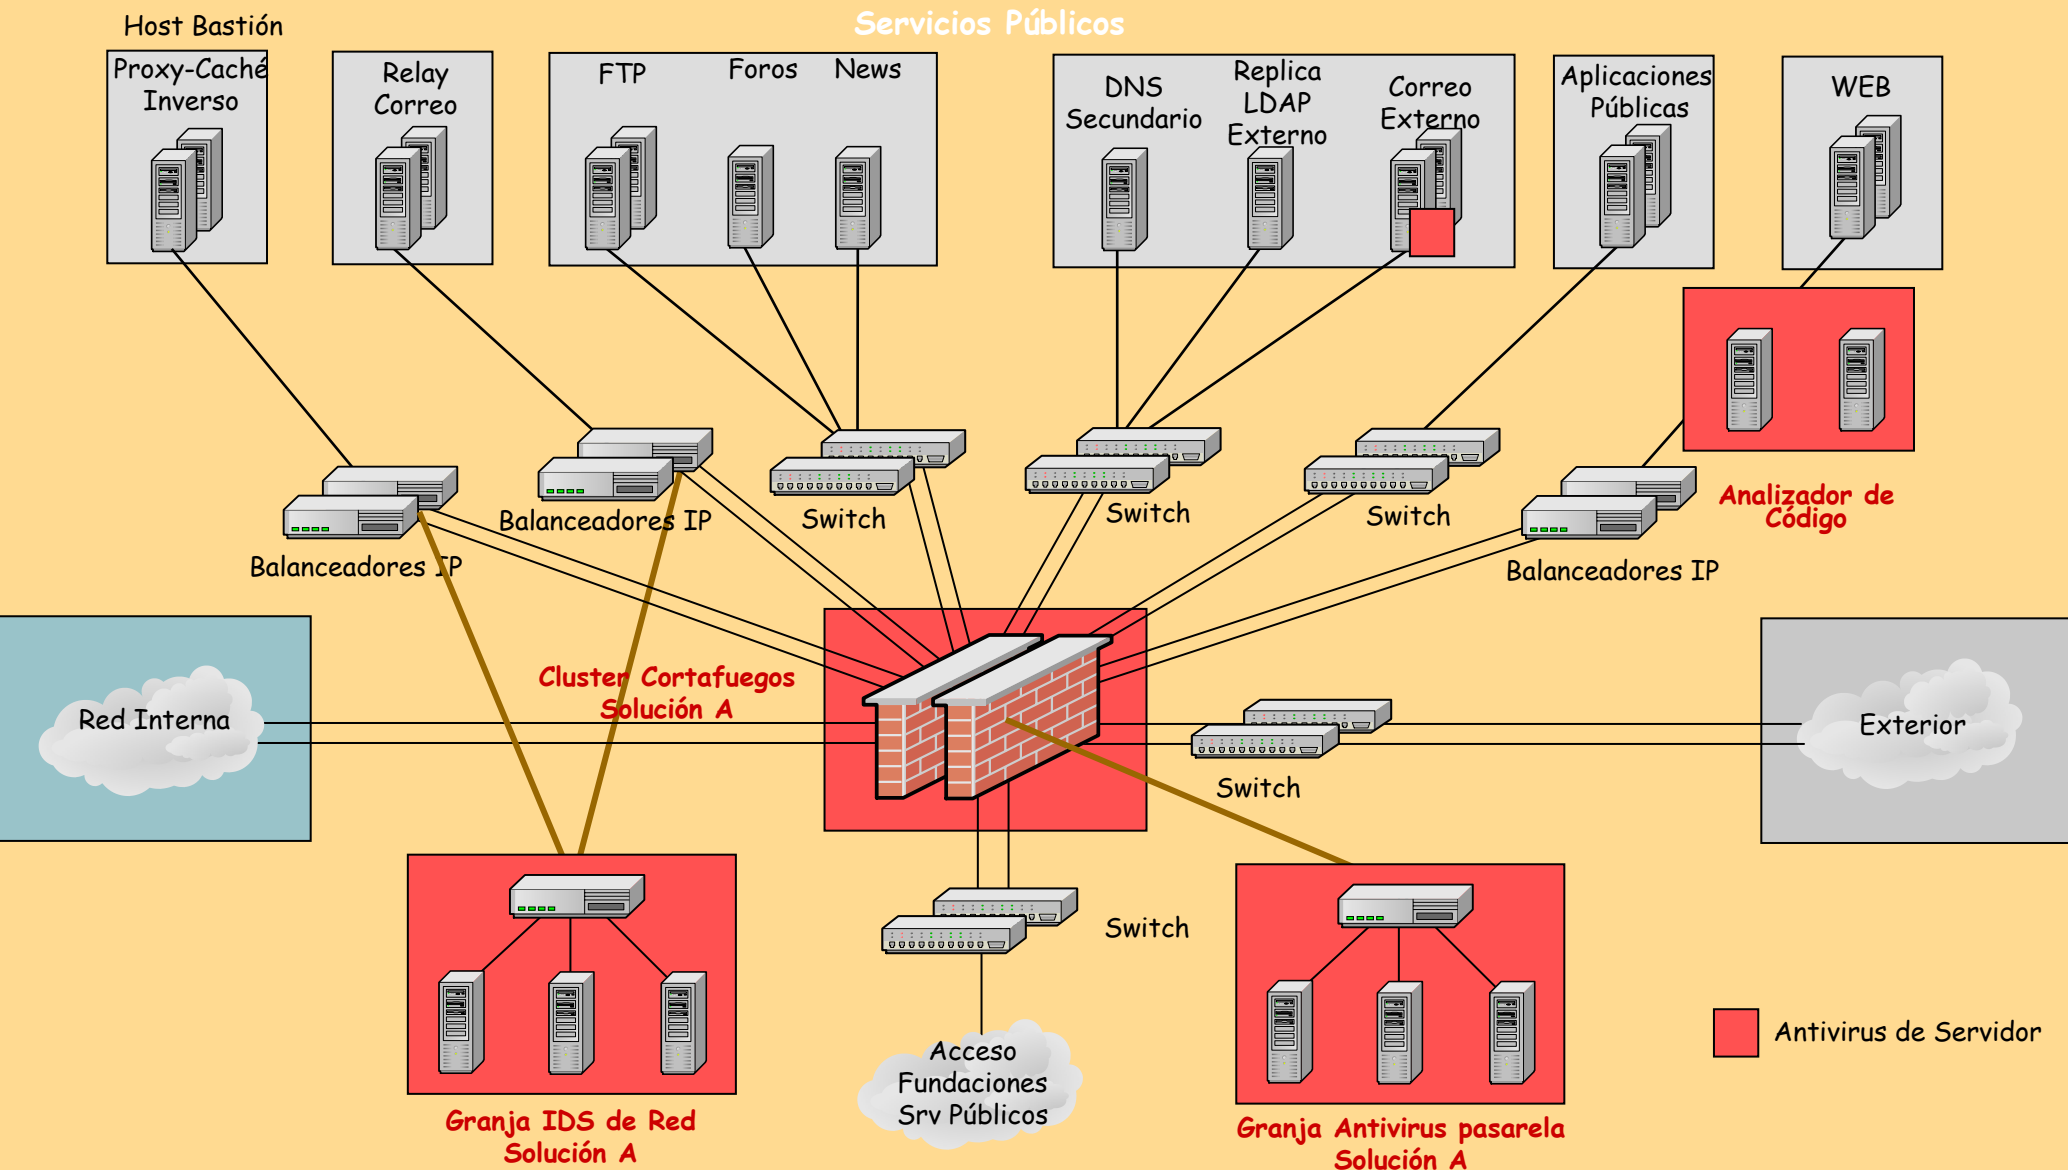 Servicios Públicos
Host Bastión
Proxy-Caché
Inverso
Relay
Correo
FTP
Foros
News
DNS
Secundario
Replica
LDAP
Externo
Correo
Externo
Aplicaciones
Públicas
WEB
Balanceadores IP
Balanceadores IP
Switch
Switch
Switch
Analizador de
Código
Balanceadores IP
Red Interna
Cluster Cortafuegos
Solución A
Switch
Exterior
Switch
Acceso
Fundaciones
Srv Públicos
Granja IDS de Red
Solución A
Granja Antivirus pasarela
Solución A
Antivirus de Servidor